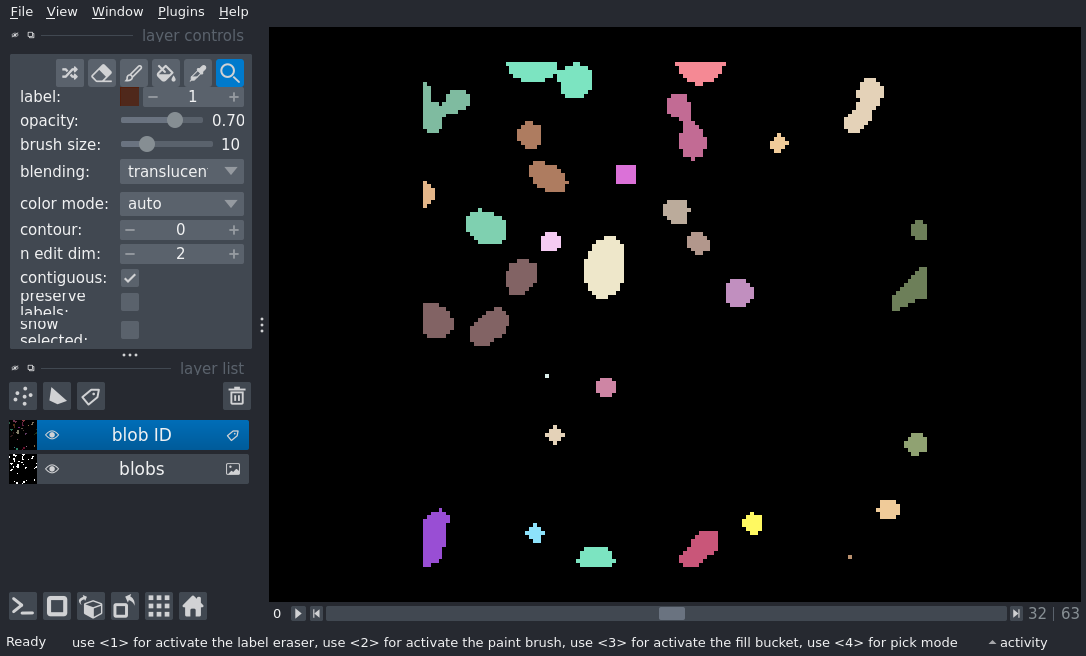 File View Window Plugins Help
layer controls
label: 1
opacity: 0.70
brush size: 10
blending: translucen
color mode: auto
contour: 0
n edit dim: 2
contiguous:
preserve
labels:
show
selected:
layer list
blob ID
blobs
0 32 63
Ready use <1> for activate the label eraser, use <2> for activate the paint brush, use <3> for activate the fill bucket, use <4> for pick mode activity